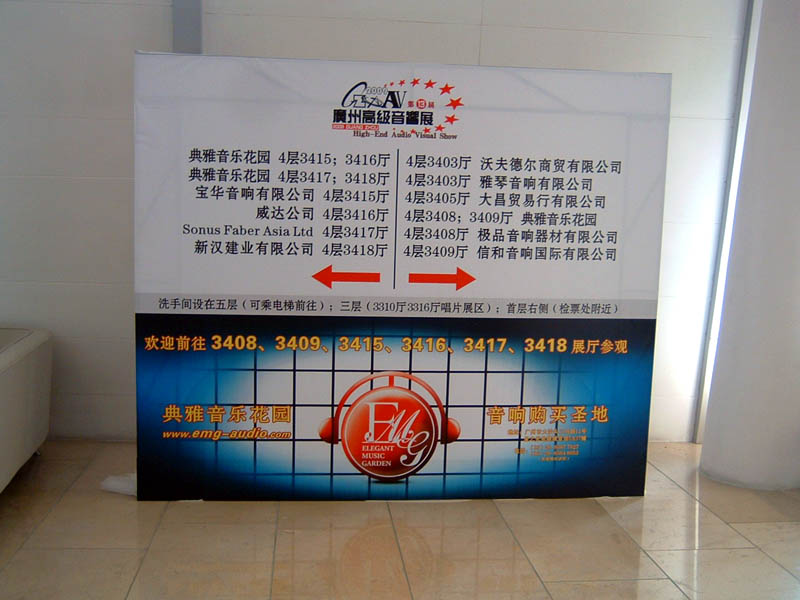 2006
AV
第13届
廣州高級音響展
High-End Audio Visual Show
典雅音乐花园 4层3415；3416厅
典雅音乐花园 4层3417；3418厅
宝华音响有限公司 4层3415厅
威达公司 4层3416厅
Sonus Faber Asia Ltd 4层3417厅
新汉建业有限公司 4层3418厅
4层3403厅 沃夫德尔商贸有限公司
4层3403厅 雅琴音响有限公司
4层3405厅 大昌贸易行有限公司
4层3408；3409厅 典雅音乐花园
4层3408厅 极品音响器材有限公司
4层3409厅 信和音响国际有限公司
洗手间设在五层（可乘电梯前往）；三层（3310厅3316厅唱片展区）；首层右侧（检票处附近）
欢迎前往 3408、3409、3415、3416、3417、3418 展厅参观
典雅音乐花园
www.emg-audio.com
EMG
ELEGANT
MUSIC
GARDEN
音响购买圣地